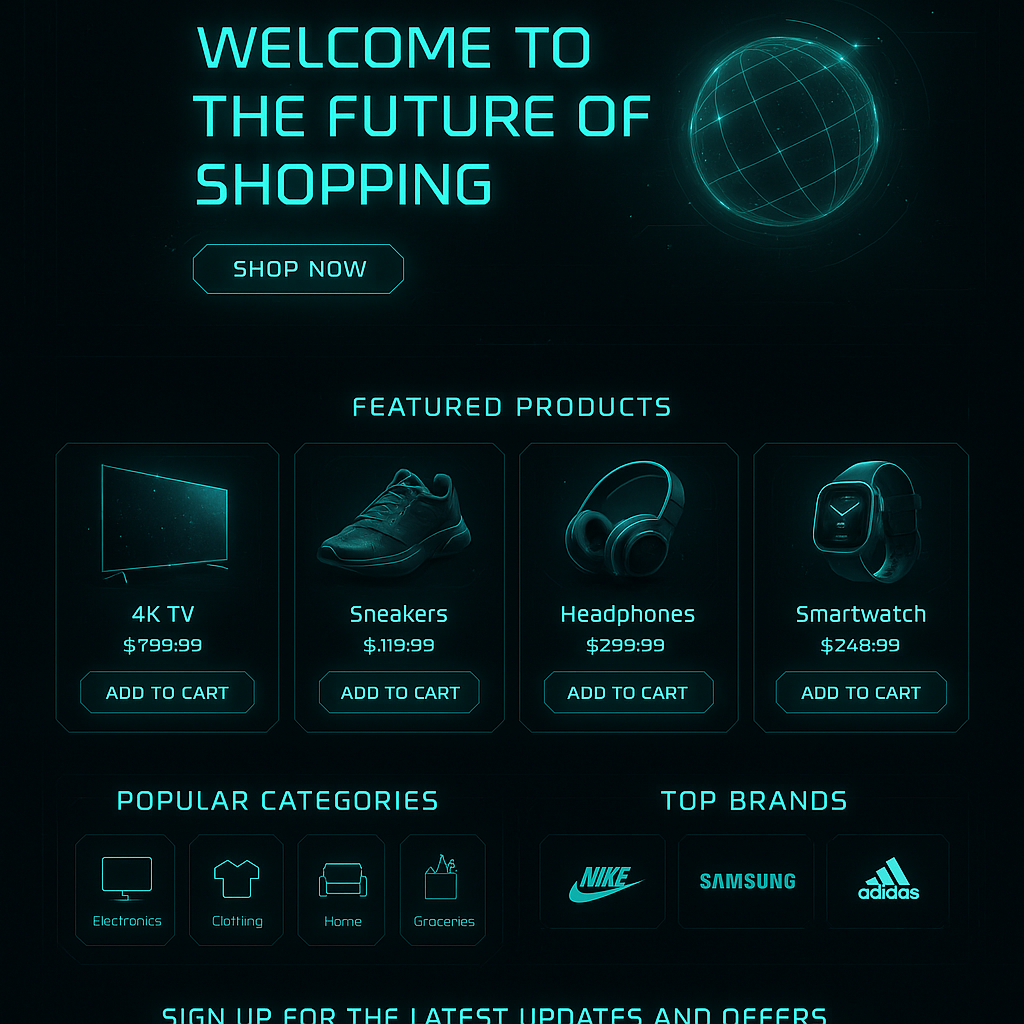 WELCOME TO
THE FUTURE OF
SHOPPING
SHOP NOW
FEATURED PRODUCTS
4K TV
$799:99
ADD TO CART
Sneakers
$.119:99
ADD TO CART
Headphones
$299:99
ADD TO CART
Smartwatch
$248:99
ADD TO CART
POPULAR CATEGORIES
Electronics
Clottiing
Home
Graceries
TOP BRANDS
NIKE
SAMSUNG
adidas
SIGN UP FOR THE LATEST UPDATES AND OFFERS